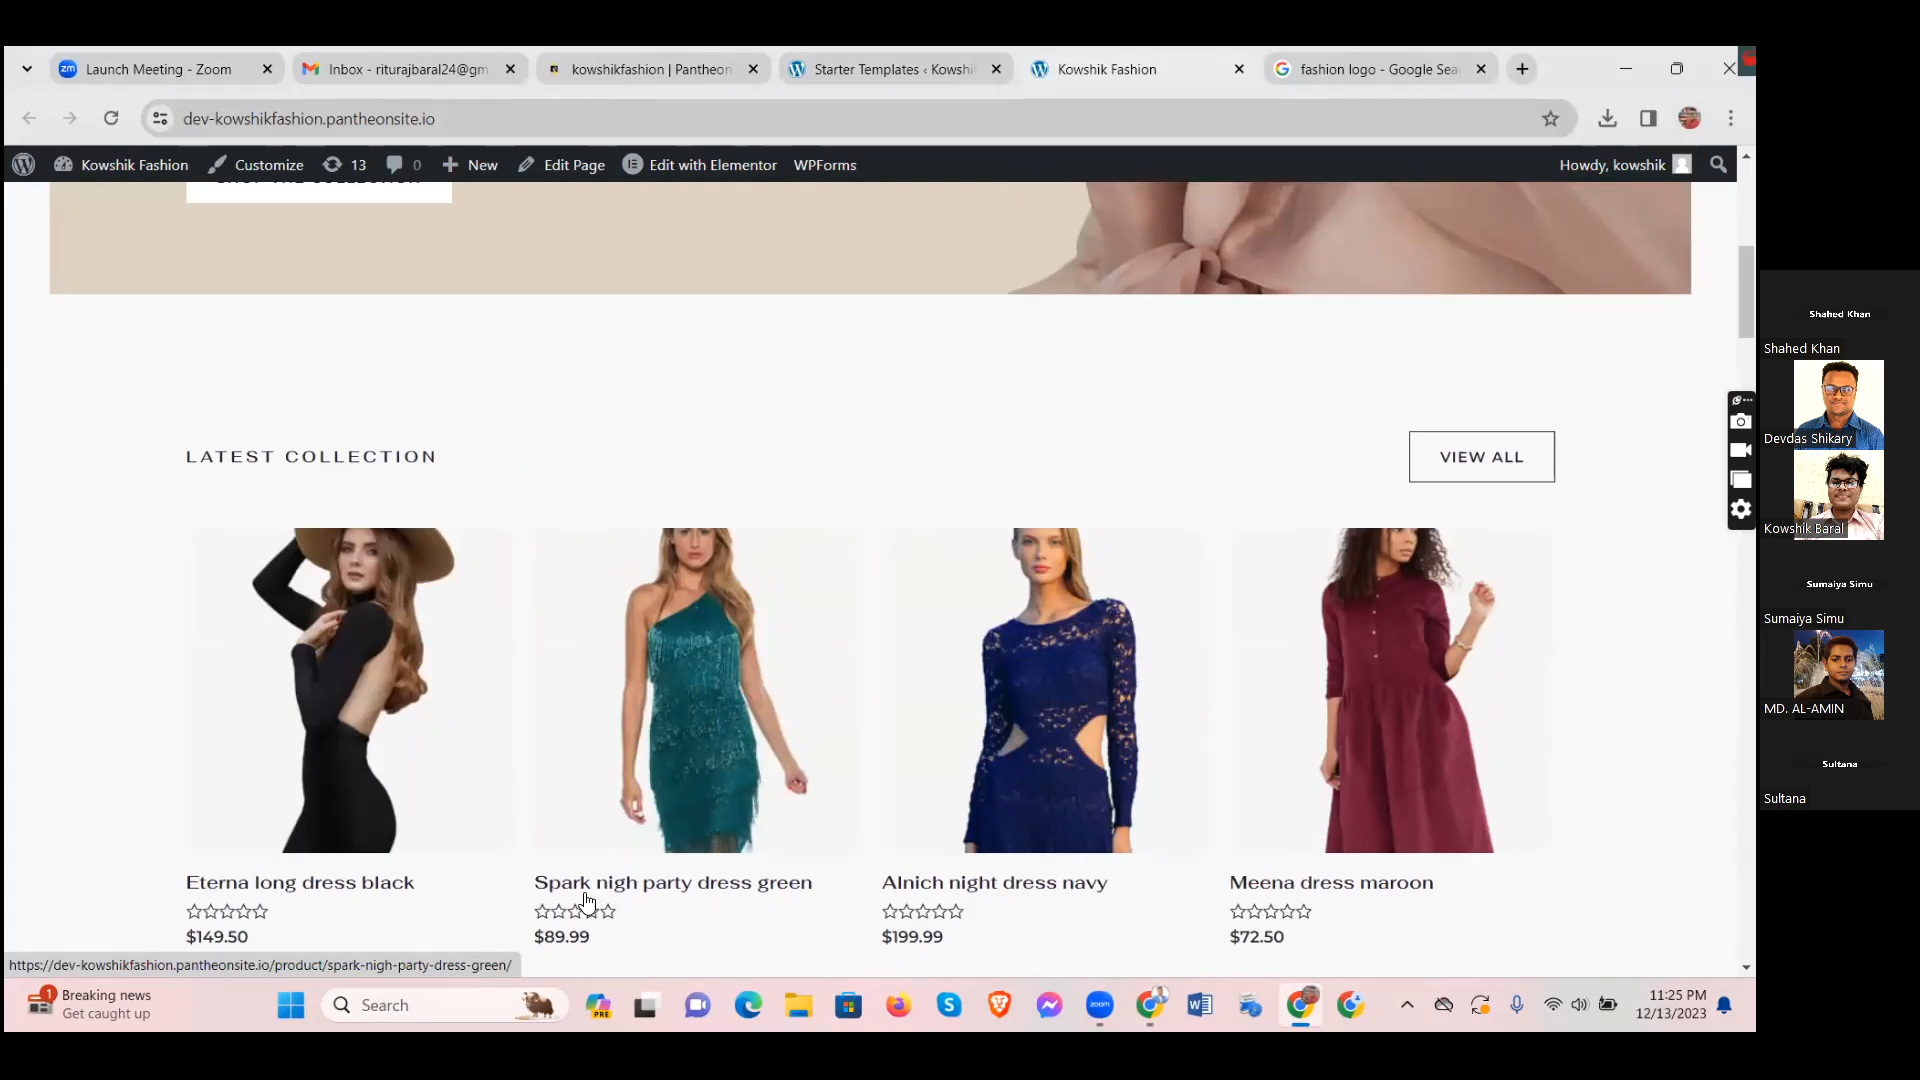 Launch Meeting - Zoom
Inbox - riturajbaral24@gm
kowshikfashion | Pantheon
Starter Templates ‹ Kowshi
Kowshik Fashion
fashion logo - Google Sea
dev-kowshikfashion.pantheonsite.io
Kowshik Fashion
Customize
13
0
New
Edit Page
Edit with Elementor
WPForms
Howdy, kowshik
LATEST COLLECTION
VIEW ALL
Eterna long dress black
Spark nigh party dress green
Alnich night dress navy
Meena dress maroon
$149.50
$89.99
$199.99
$72.50
https://dev-kowshikfashion.pantheonsite.io/product/spark-nigh-party-dress-green/
1
Breaking news
Get caught up
Search
PRE
zoom
11:25 PM
12/13/2023
Shahed Khan
Shahed Khan
Devdas Shikary
Kowshik Baral
Sumaiya Simu
Sumaiya Simu
MD. AL-AMIN
Sultana
Sultana